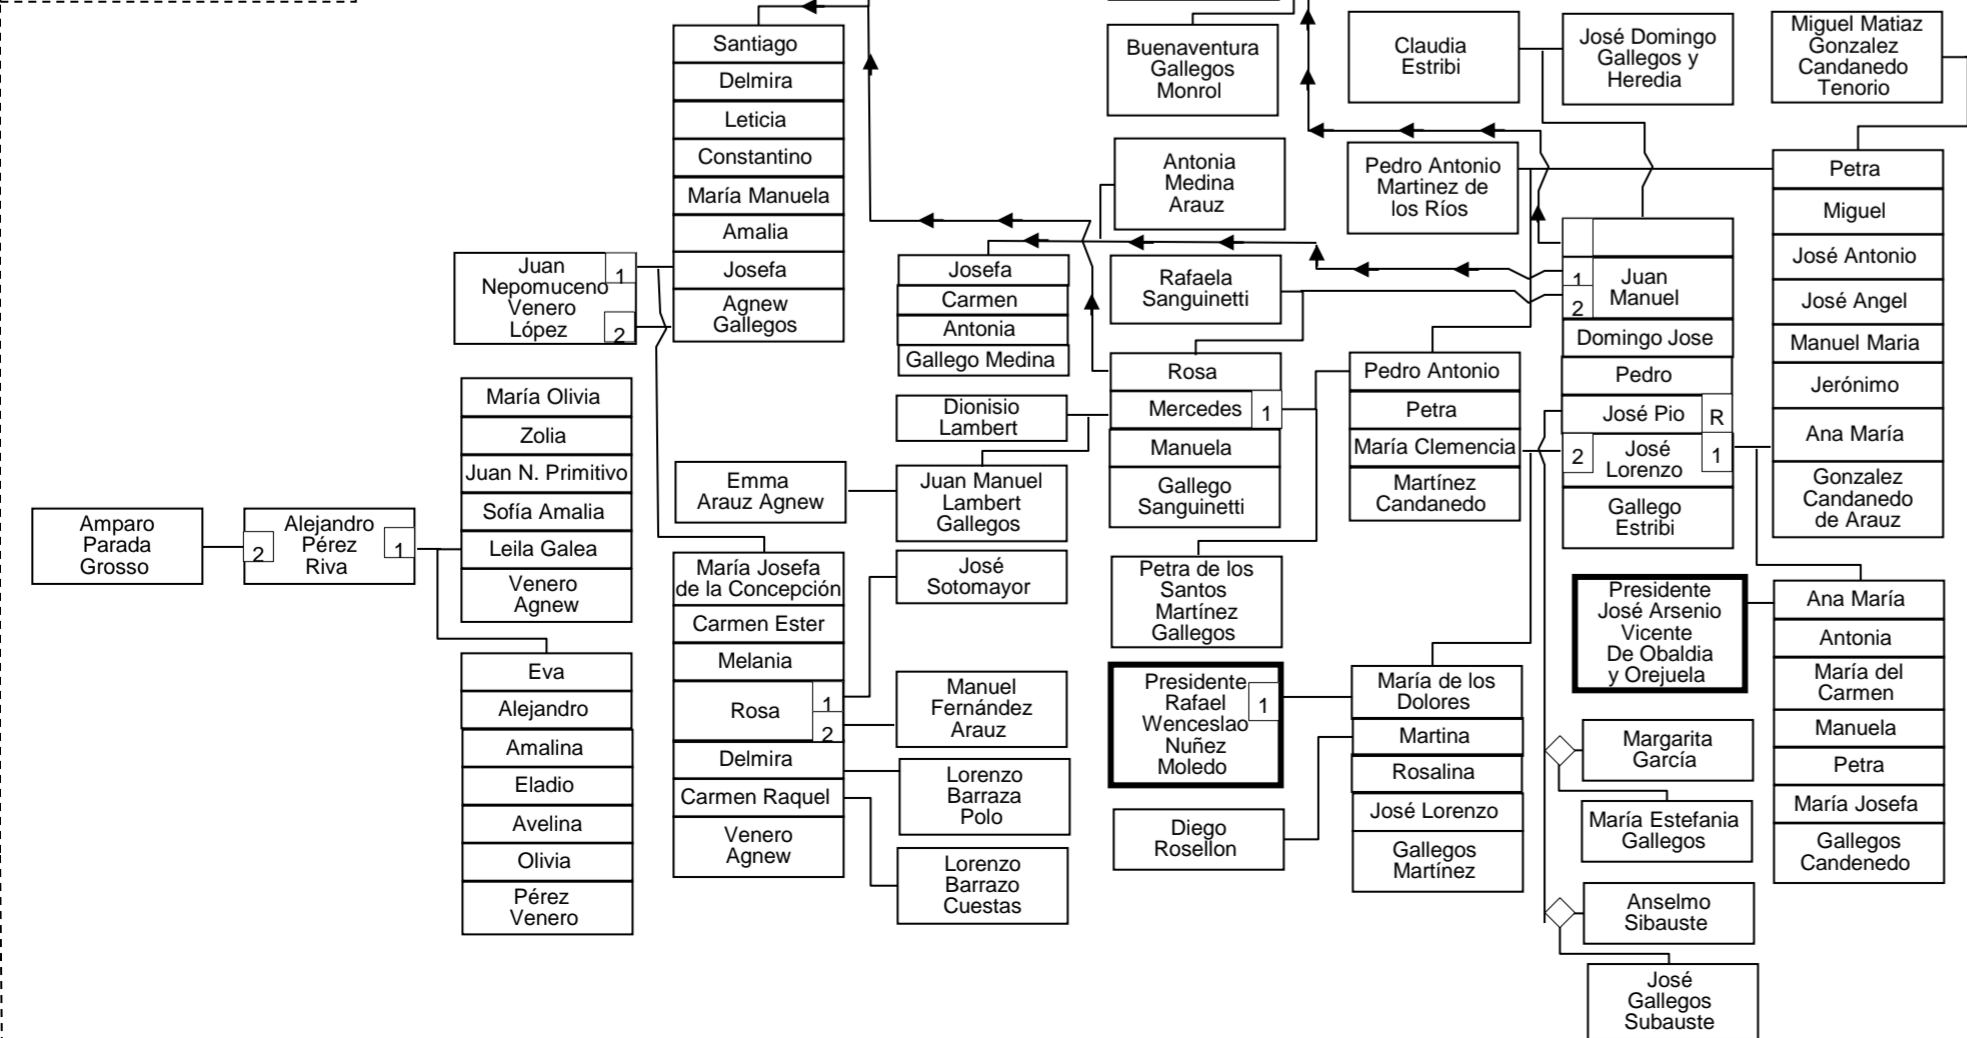 Santiago
Delmira
Leticia
Constantino
María Manuela
Amalia
Josefa
Agnew
Gallegos
Juan
Nepomuceno
Venero
López
1
2
María Olivia
Zolia
Juan N. Primitivo
Sofía Amalia
Leila Galea
Venero
Agnew
Amparo
Parada
Grosso
2
Alejandro
Pérez
Riva
1
Eva
Alejandro
Amalina
Eladio
Avelina
Olivia
Pérez
Venero
Emma
Arauz Agnew
María Josefa
de la Concepción
Carmen Ester
Melania
Rosa
1
2
Delmira
Carmen Raquel
Venero
Agnew
Josefa
Carmen
Antonia
Gallego Medina
Dionisio
Lambert
Juan Manuel
Lambert
Gallegos
José
Sotomayor
Manuel
Fernández
Arauz
Lorenzo
Barraza
Polo
Lorenzo
Barrazo
Cuestas
Buenaventura
Gallegos
Monrol
Antonia
Medina
Arauz
Rafaela
Sanguinetti
Rosa
Mercedes
1
Manuela
Gallego
Sanguinetti
Petra de los
Santos
Martínez
Gallegos
Presidente
Rafael
Wenceslao
Nuñez
Moledo
1
Diego
Rosellon
Claudia
Estribi
José Domingo
Gallegos y
Heredia
Pedro Antonio
Martinez de
los Ríos
Pedro Antonio
Petra
María Clemencia
Martínez
Candanedo
María de los
Dolores
Martina
Rosalina
José Lorenzo
Gallegos
Martínez
1
2
Juan
Manuel
Domingo Jose
Pedro
José Pio
R
2
José
Lorenzo
1
Gallego
Estribi
Presidente
José Arsenio
Vicente
De Obaldia
y Orejuela
Margarita
García
María Estefania
Gallegos
Anselmo
Sibauste
José
Gallegos
Subauste
Miguel Matiaz
Gonzalez
Candanedo
Tenorio
Petra
Miguel
José Antonio
José Angel
Manuel Maria
Jerónimo
Ana María
Gonzalez
Candanedo
de Arauz
Ana María
Antonia
María del
Carmen
Manuela
Petra
María Josefa
Gallegos
Candenedo